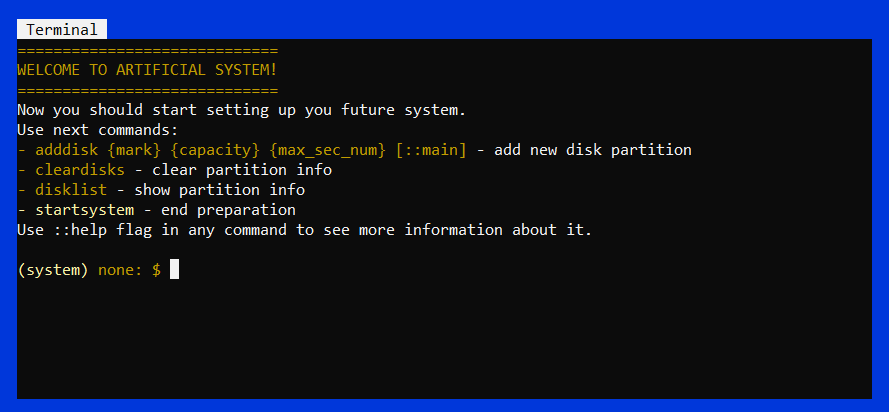 Terminal
=============================
WELCOME TO ARTIFICIAL SYSTEM!
=============================
Now you should start setting up you future system.
Use next commands:
- adddisk {mark} {capacity} {max_sec_num} [::main] - add new disk partition
- cleardisks - clear partition info
- disklist - show partition info
- startsystem - end preparation
Use ::help flag in any command to see more information about it.
(system) none: $